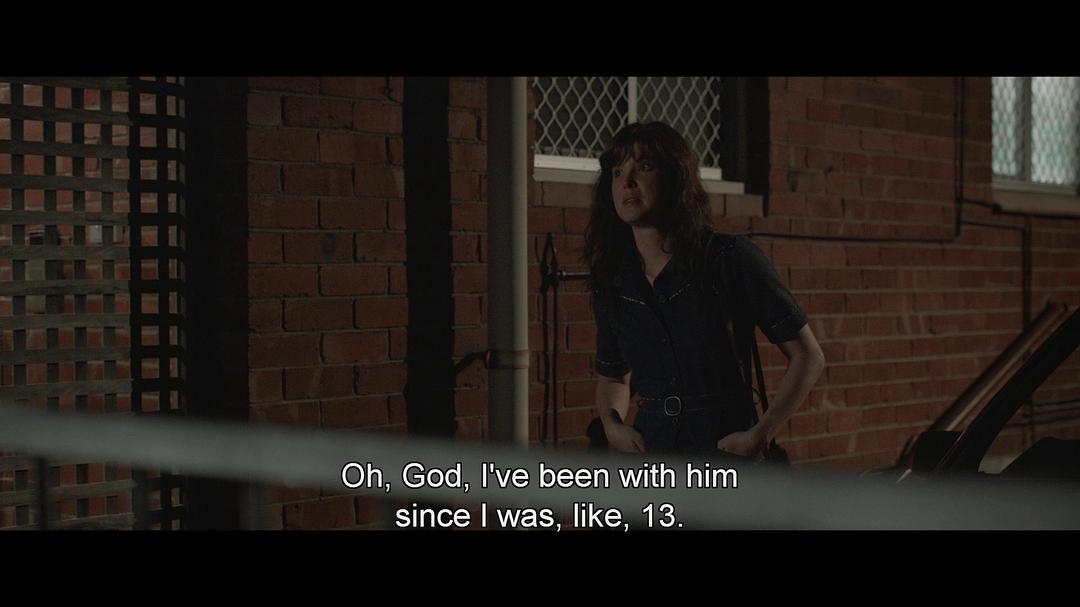 Oh, God, I've been with him
since I was, like, 13.